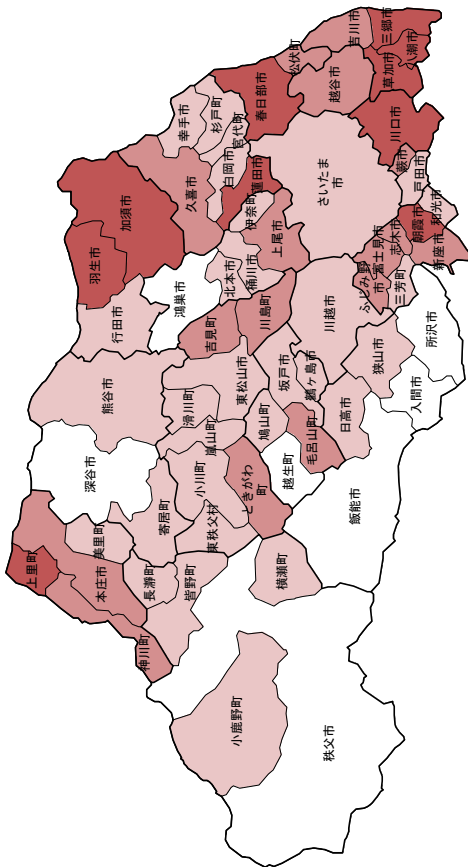 吉川市
三郷市
八潮市
松伏町
越谷市
草加市
春日部市
川口市
杉戸町
幸手市
宮代町
白岡市
蓮田市
さいたま
市
蕨市
戸田市
久喜市
伊奈町
上尾市
加須市
羽生市
和光市
朝霞市
志木市
新座市
富士見市
ふじみ野
市
三芳町
北本市
桶川市
鴻巣市
川島町
吉見町
川越市
所沢市
行田市
狭山市
入間市
東松山市
坂戸市
鶴ヶ島市
日高市
熊谷市
滑川町
嵐山町
鳩山町
毛呂山町
越生町
飯能市
深谷市
小川町
ときがわ
町
寄居町
東秩父村
美里町
上里町
本庄市
長瀞町
皆野町
横瀬町
神川町
小鹿野町
秩父市